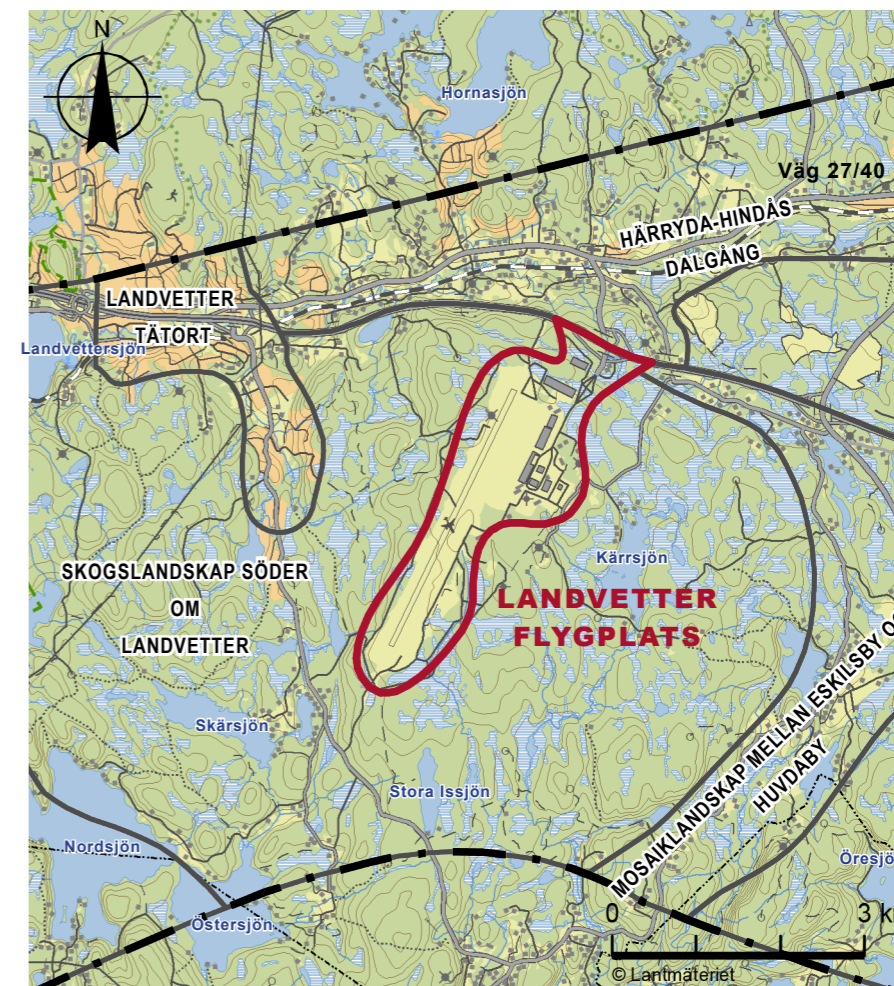 N
Hornasjön
Väg 27/40
HÄRRYDA-HINDÅS
DALGÅNG
LANDVETTER
TÄTORT
Landvettersjön
Kärrsjön
SKOGSLANDSKAP SÖDER
OM
LANDVETTER
LANDVETTER
FLYGPLATS
Skärsjön
Stora Issjön
MOSAIKLANDSKAP MELLAN ESKILSBY
HUVDABY
Nordsjön
Östersjön
0 3
© Lantmäteriet